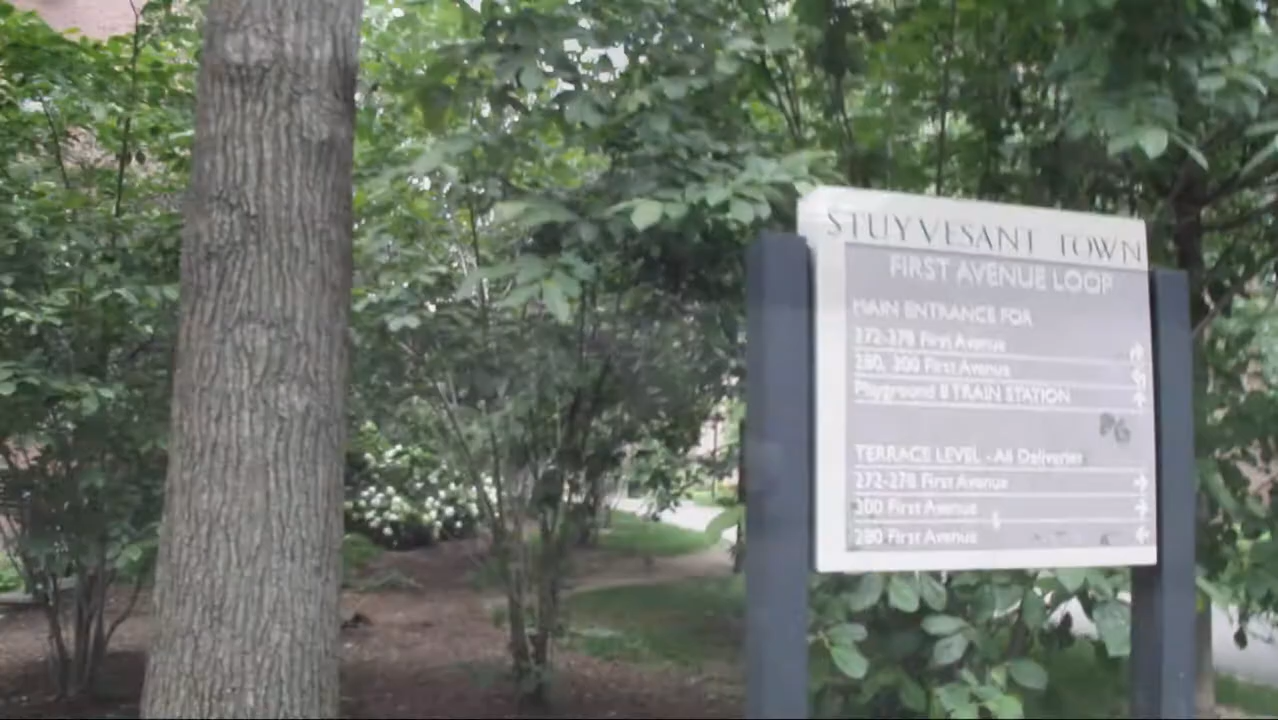 STUYVESANT TOWN
FIRST AVENUE LOOP
MAIN ENTRANCE FOR
272-278 First Avenue
280, 300 First Avenue
Playground 8 TRAIN STATION
TERRACE LEVEL - All Deliveries
272-278 First Avenue
300 First Avenue
280 First Avenue